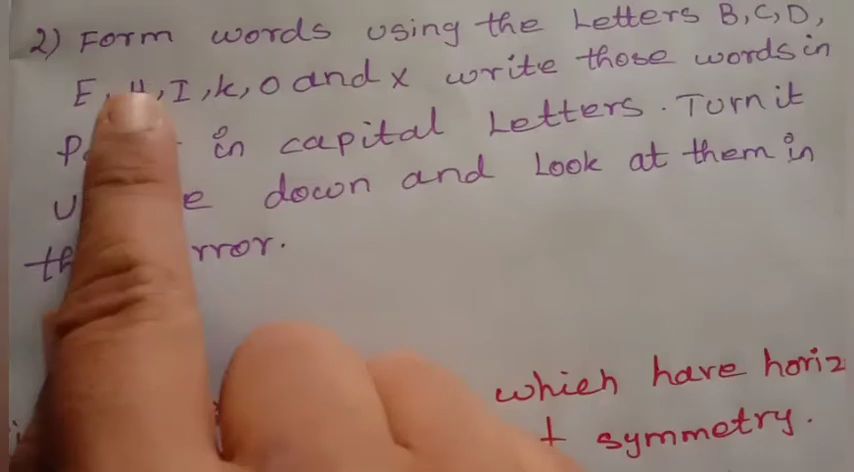 2) Form words using the Letters B, C, D,
E, H, I, k, O and x write those words in
in capital Letters. Turn it
down and Look at them in
which have horiz
symmetry.